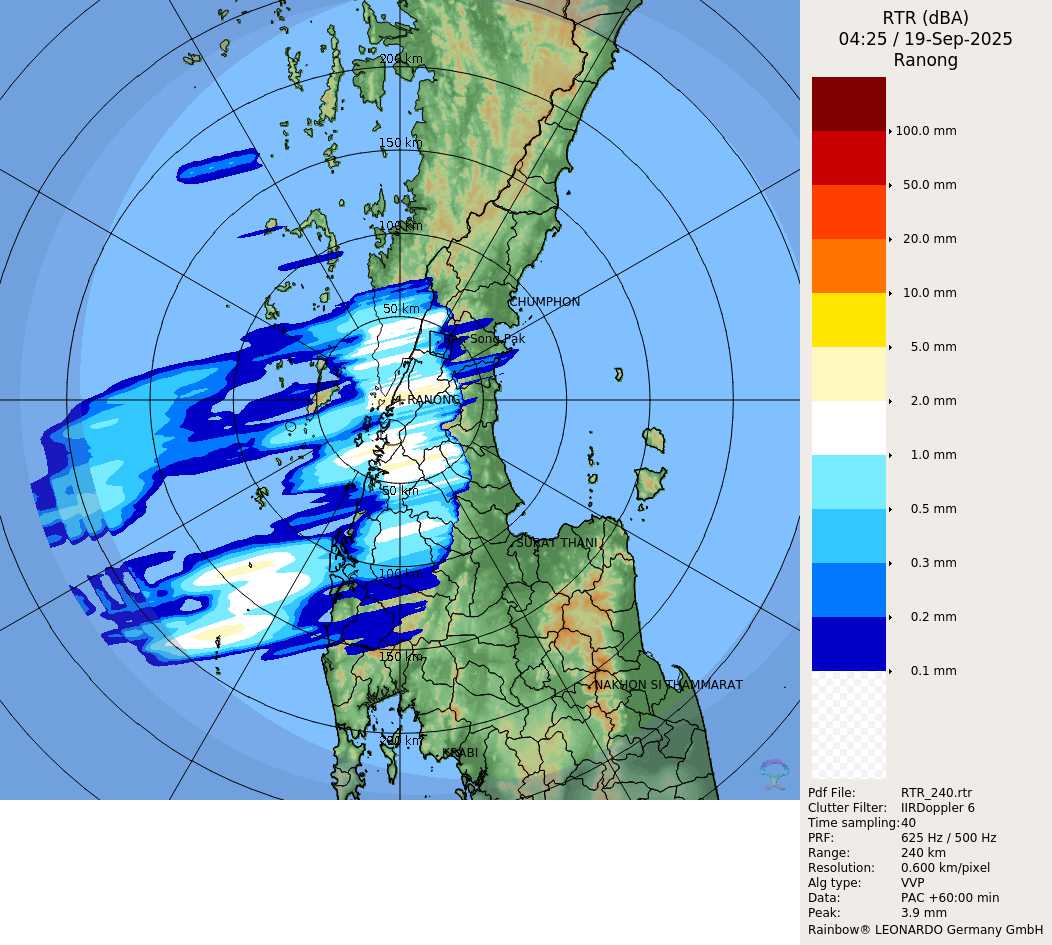 RTR (dBA)
04:25 / 19-Sep-2025
Ranong
200 km
150 km
100 km
50 km
CHUMPHON
Song Pak
RANONG
50 km
SURAT THANI
100 km
150 km
NAKHON SI THAMMARAT
200 km
KRABI
100.0 mm
50.0 mm
20.0 mm
10.0 mm
5.0 mm
2.0 mm
1.0 mm
0.5 mm
0.3 mm
0.2 mm
0.1 mm
Pdf File: RTR_240.rtr
Clutter Filter: IIRDoppler 6
Time sampling:40
PRF: 625 Hz / 500 Hz
Range: 240 km
Resolution: 0.600 km/pixel
Alg type: VVP
Data: PAC +60:00 min
Peak: 3.9 mm
Rainbow® LEONARDO Germany GmbH